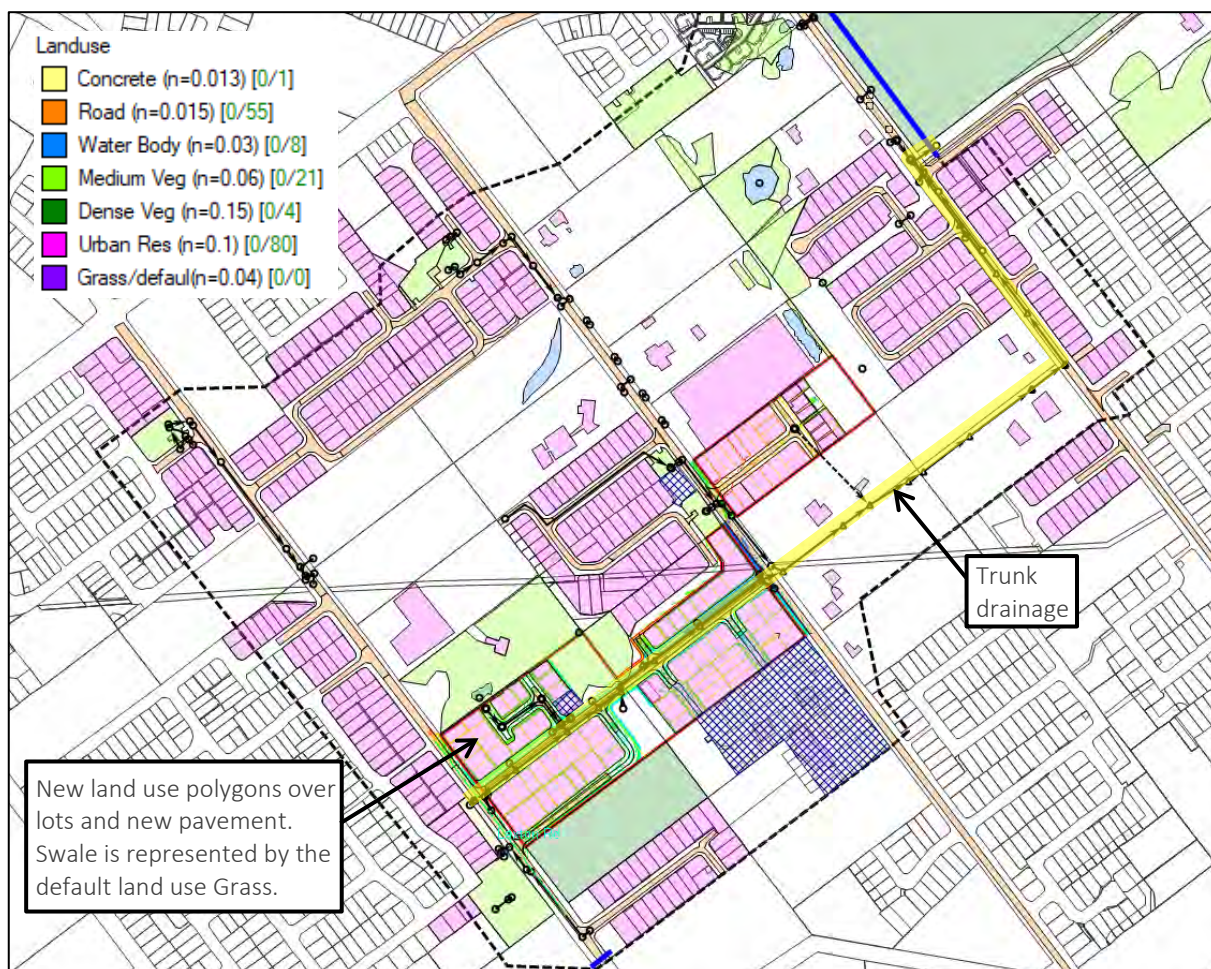 Landuse
Concrete (n=0.013) [0/1]
Road (n=0.015) [0/55]
Water Body (n=0.03) [0/8]
Medium Veg (n=0.06) [0/21]
Dense Veg (n=0.15) [0/4]
Urban Res (n=0.1) [0/80]
Grass/defaul(n=0.04) [0/0]
Trunk
drainage
New land use polygons over
lots and new pavement.
Swale is represented by the
default land use Grass.